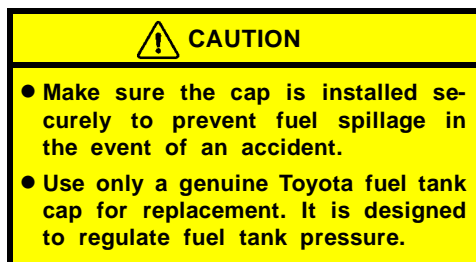 CAUTION
● Make sure the cap is installed se-
curely to prevent fuel spillage in
the event of an accident.
● Use only a genuine Toyota fuel tank
cap for replacement. It is designed
to regulate fuel tank pressure.